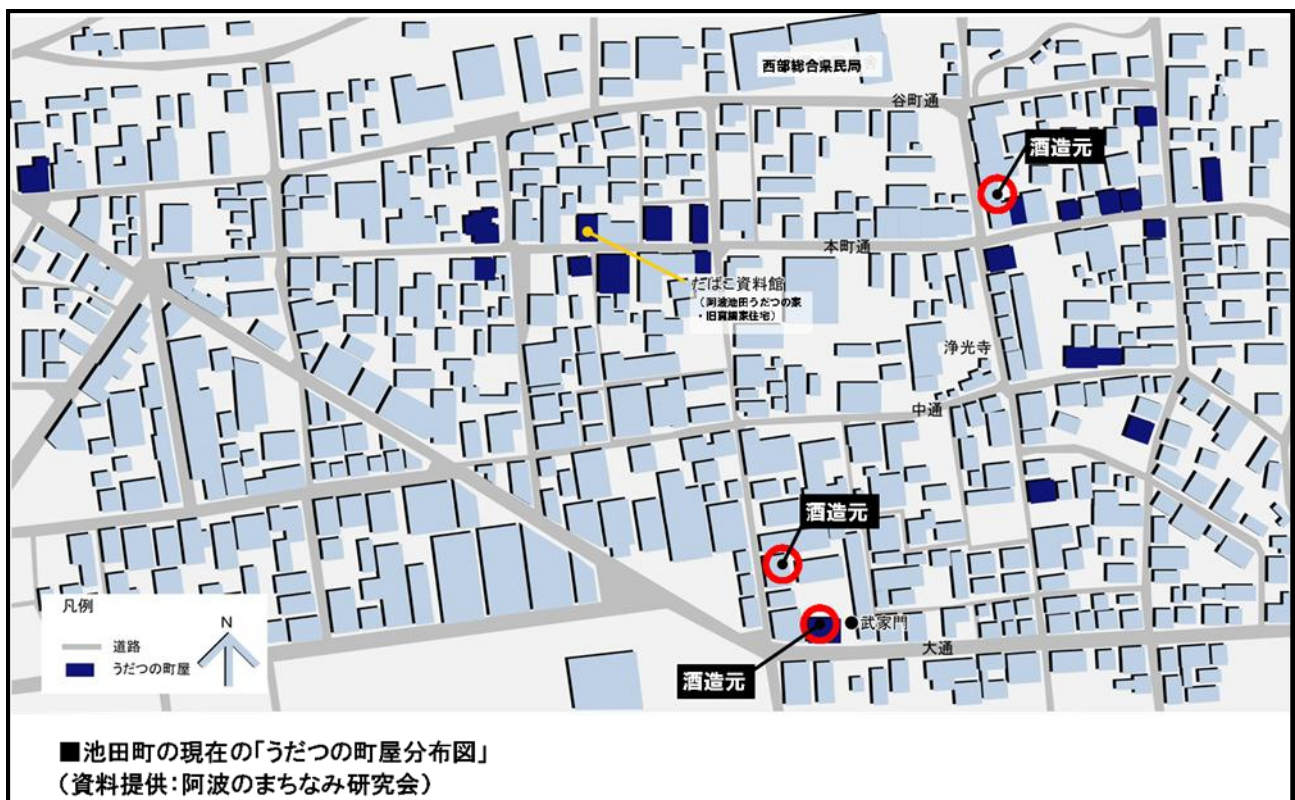 西部総合県民局
谷町通
酒造元
本町通
たばこ資料館
（阿波池田うだつの家
・旧真鍋家住宅）
浄光寺
中通
酒造元
武家門
大通
酒造元
凡例
道路
うだつの町屋
N
■池田町の現在の「うだつの町屋分布図」
（資料提供：阿波のまちなみ研究会）